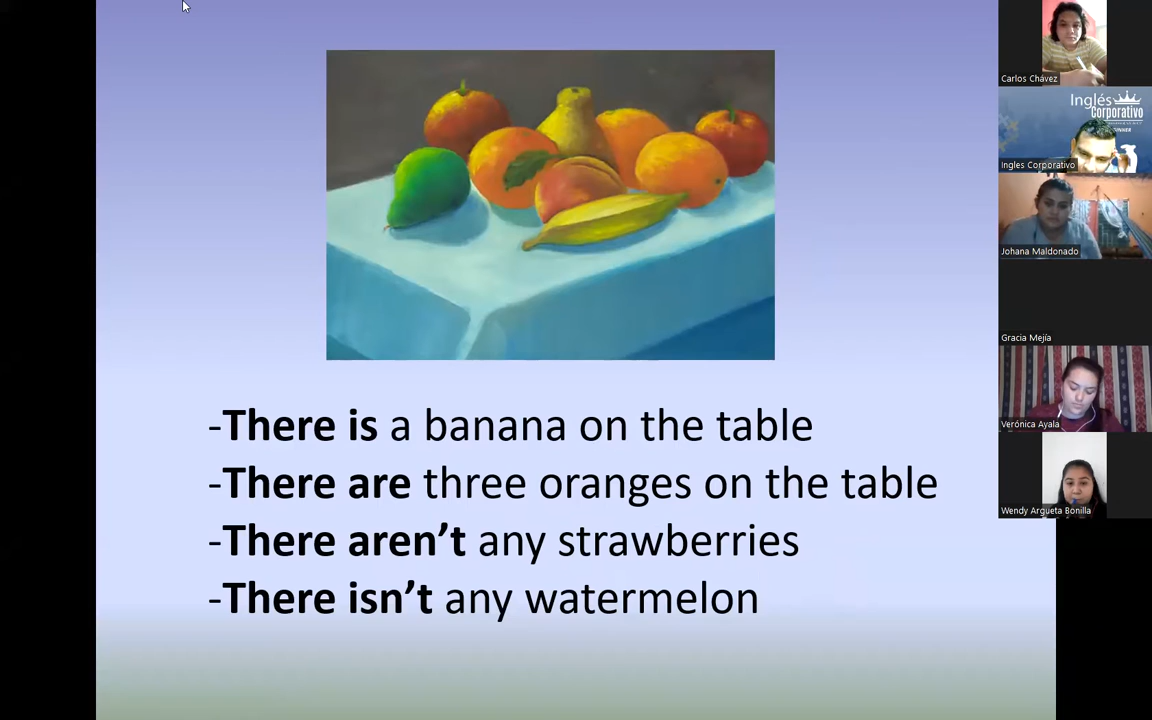 -There is a banana on the table
-There are three oranges on the table
-There aren't any strawberries
-There isn't any watermelon
Carlos Chávez
Inglés
Corporativo
Ingles Corporativo
Johana Maldonado
Gracia Mejía
Verónica Ayala
Wendy Argueta Bonilla